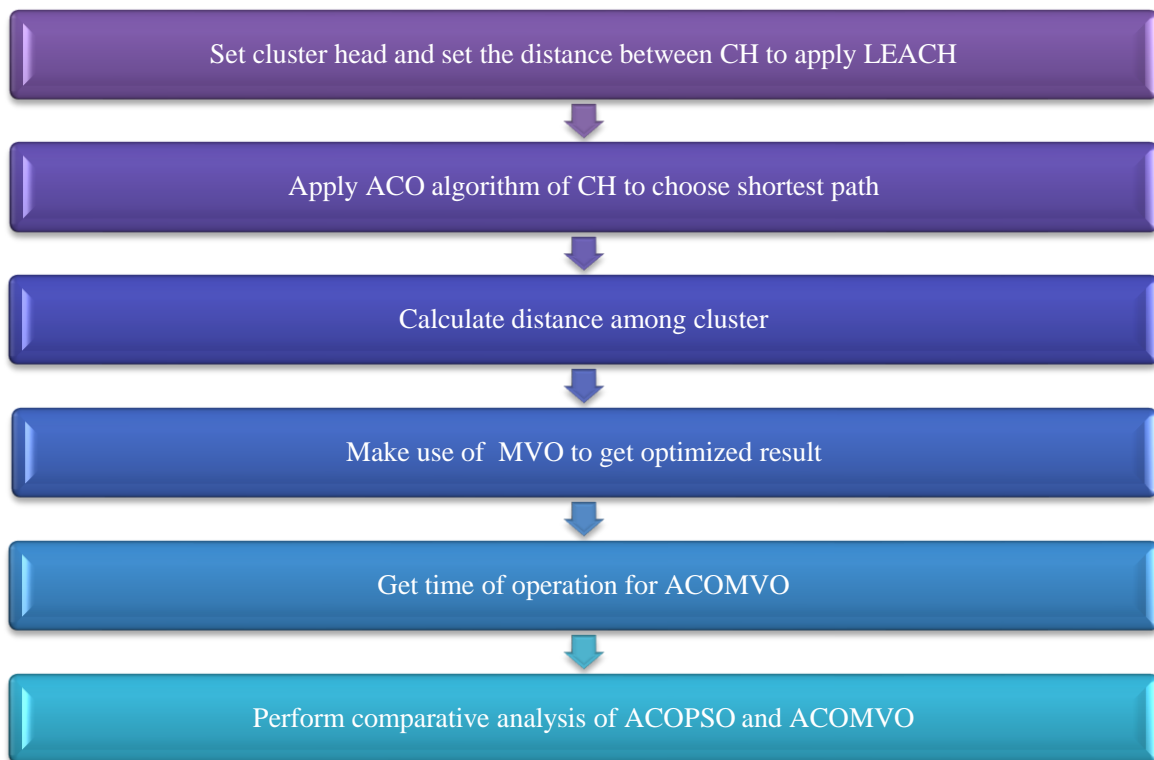 Set cluster head and set the distance between CH to apply LEACH
Apply ACO algorithm of CH to choose shortest path
Calculate distance among cluster
Make use of  MVO to get optimized result
Get time of operation for ACOMVO
Perform comparative analysis of ACOPSO and ACOMVO